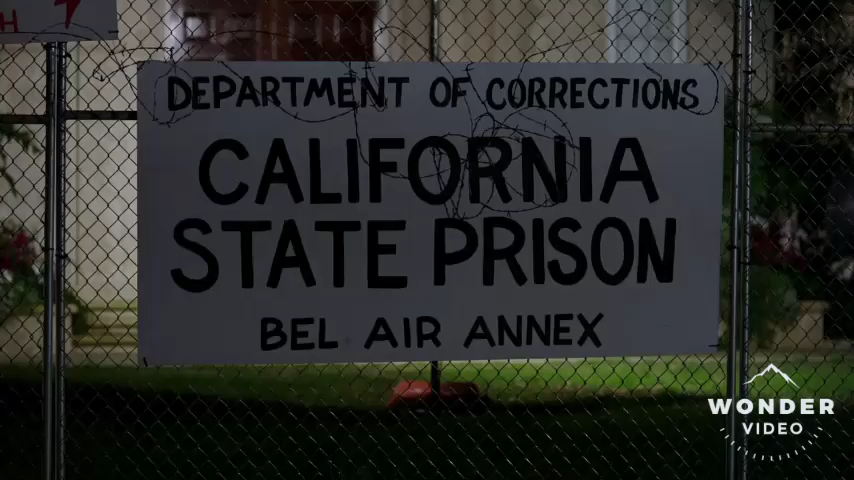 H
DEPARTMENT OF CORRECTIONS
CALIFORNIA
STATE PRISON
BEL AIR ANNEX
WONDER
VIDEO